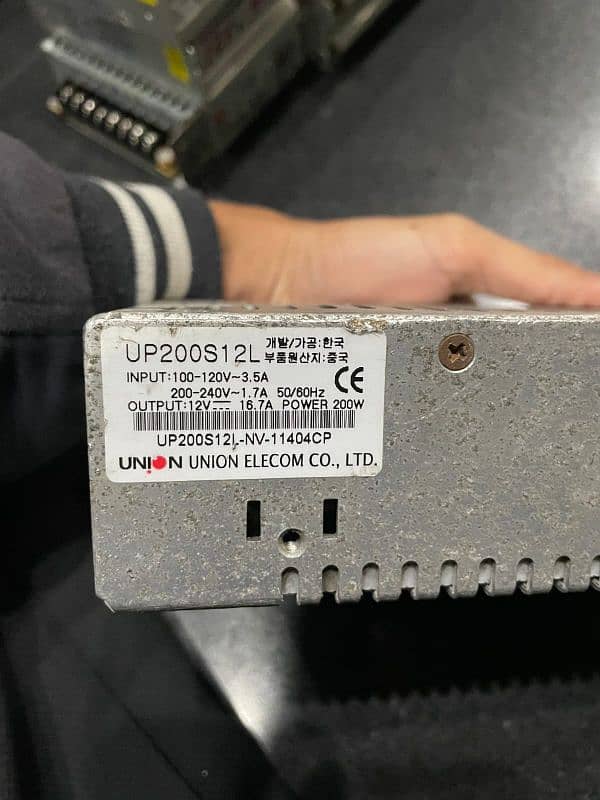 UP200S12L 개발/가공:한국
부품원산지:중국
INPUT:100-120V~3.5A
200-240V~1.7A 50/60Hz
CE
OUTPUT:12V⎓ 16.7A POWER 200W
UP200S12L-NV-11404CP
UNION UNION ELECOM CO., LTD.